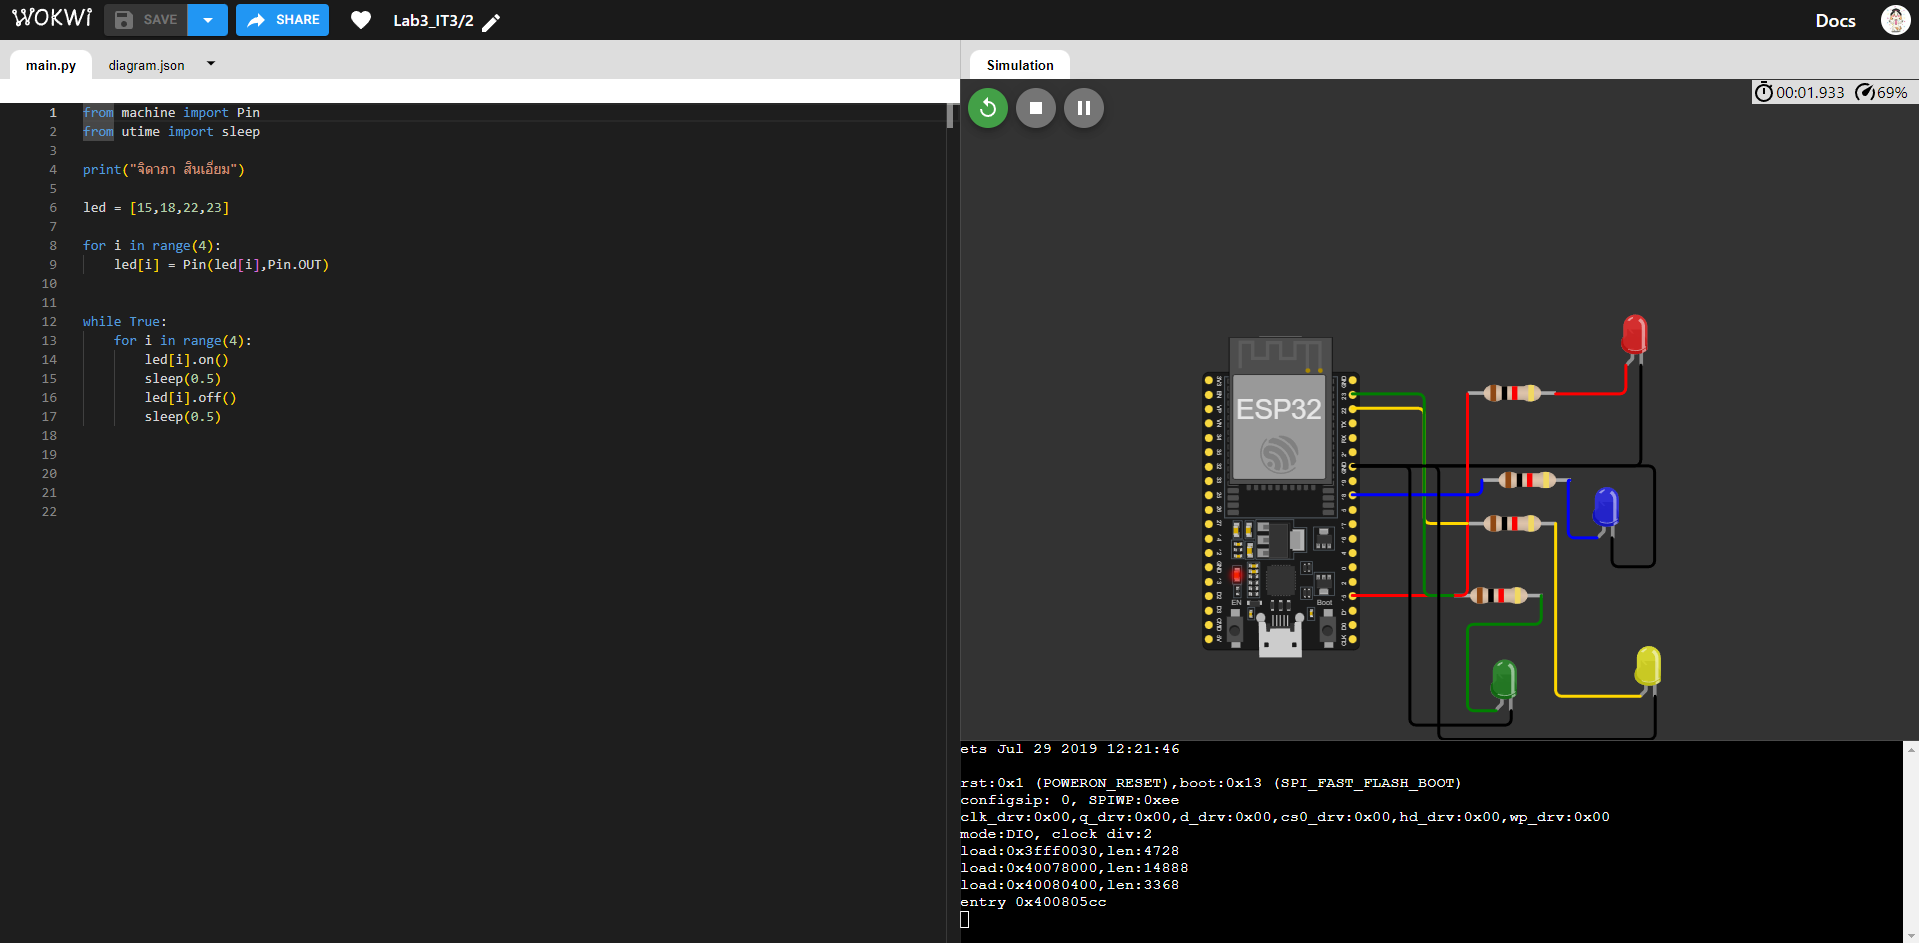 WOKWi
SAVE
SHARE
Lab3_IT3/2
Docs
main.py
diagram.json
Simulation
00:01.933
69%
1 from machine import Pin
2 from utime import sleep
3
4 print("จิดาภา สินเอี่ยม")
5
6 led = [15,18,22,23]
7
8 for i in range(4):
9 led[i] = Pin(led[i],Pin.OUT)
10
11
12 while True:
13 for i in range(4):
14 led[i].on()
15 sleep(0.5)
16 led[i].off()
17 sleep(0.5)
18
19
20
21
22
ESP32
EN
Boot
ets Jul 29 2019 12:21:46
rst:0x1 (POWERON_RESET),boot:0x13 (SPI_FAST_FLASH_BOOT)
configsip: 0, SPIWP:0xee
clk_drv:0x00,q_drv:0x00,d_drv:0x00,cs0_drv:0x00,hd_drv:0x00,wp_drv:0x00
mode:DIO, clock div:2
load:0x3fff0030,len:4728
load:0x40078000,len:14888
load:0x40080400,len:3368
entry 0x400805cc